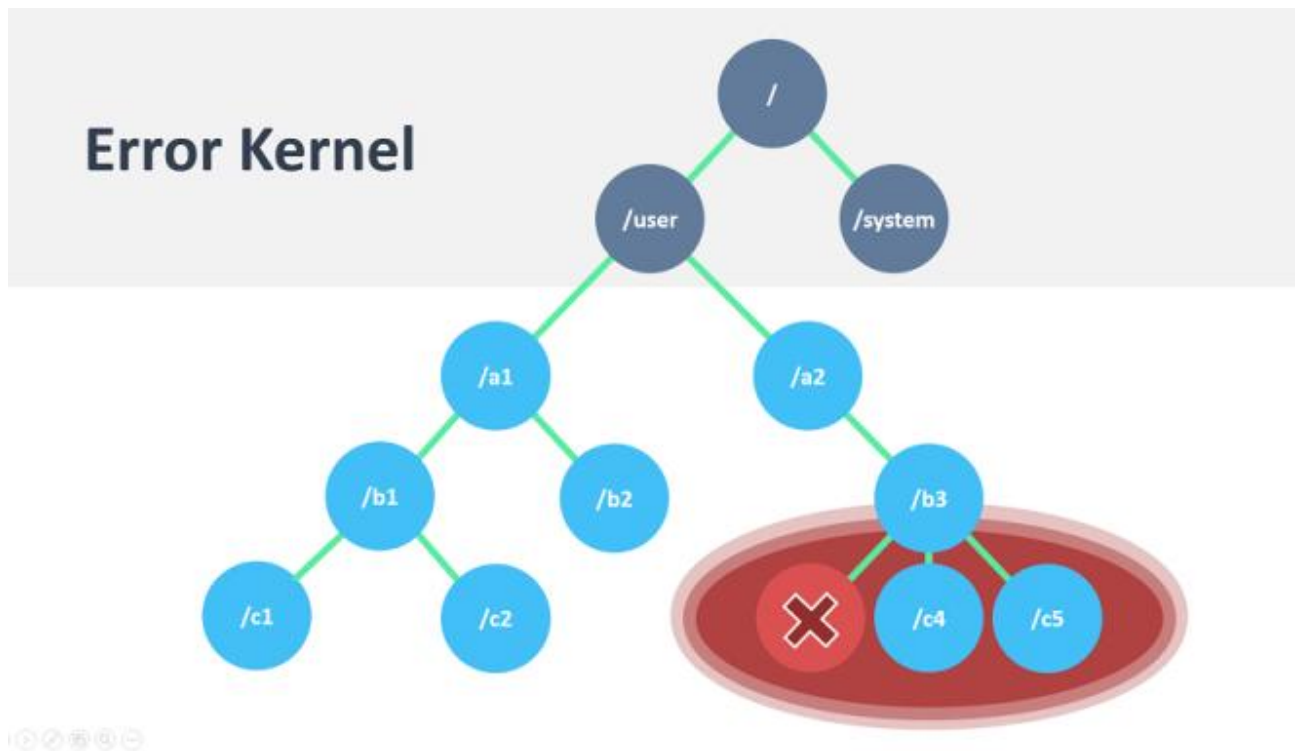 Error Kernel
/
/user
/system
/a1
/a2
/b1
/b2
/b3
/c1
/c2
/c4
/c5